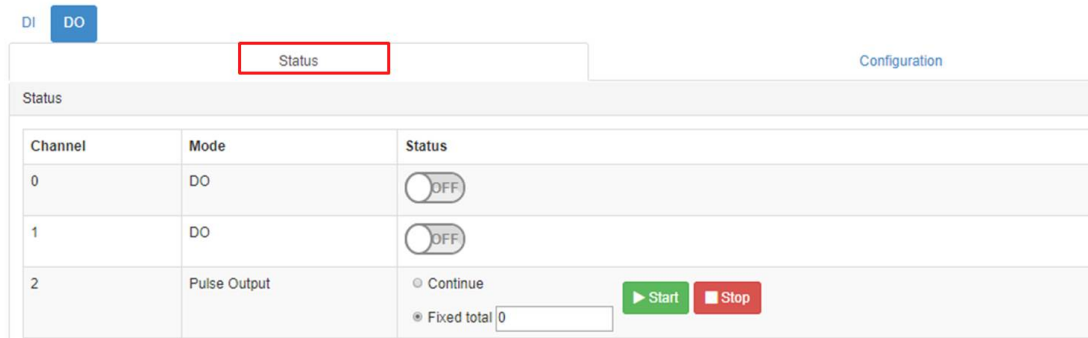 DI DO
Status Configuration
Status
Channel Mode Status
0 DO OFF
1 DO OFF
2 Pulse Output Continue Start Stop
Fixed total 0